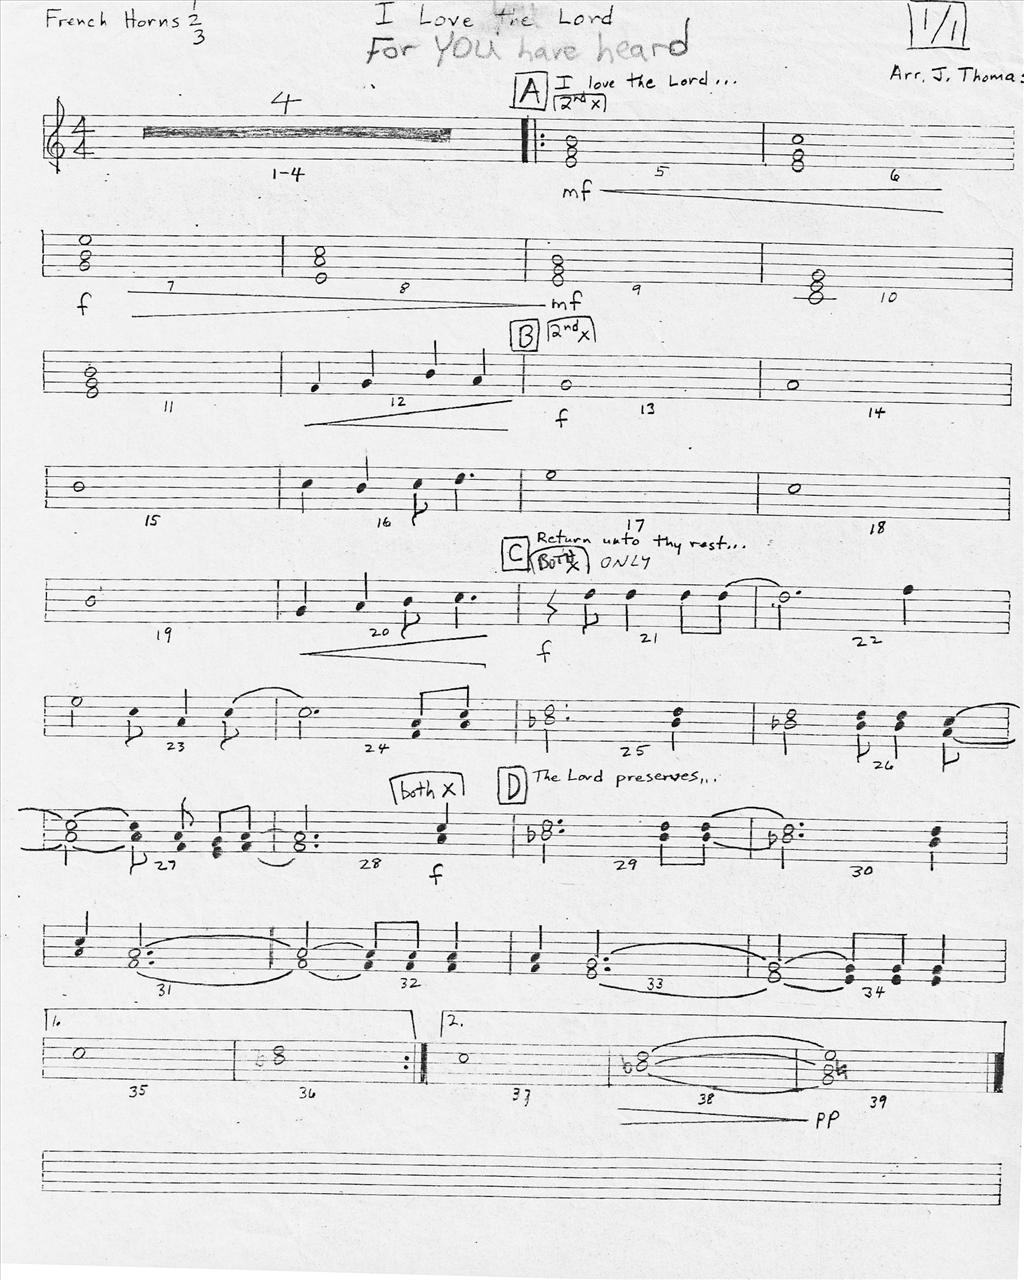 French Horns 1 2 3
I Love the Lord
For YOU have heard
1/1
Arr. J. Thomas
A I love the Lord...
2nd x
4
4 4
1-4 5 6
mf
7 8 9 10
f mf
B 2nd x
11 12 13 14
f
15 16 17 18
C Return unto thy rest...
Both x ONLY
19 20 21 22
f
23 24 25 26
both x D The Lord preserves...
27 28 29 30
f
31 32 33 34
1. 2.
35 36 37 38 39
pp